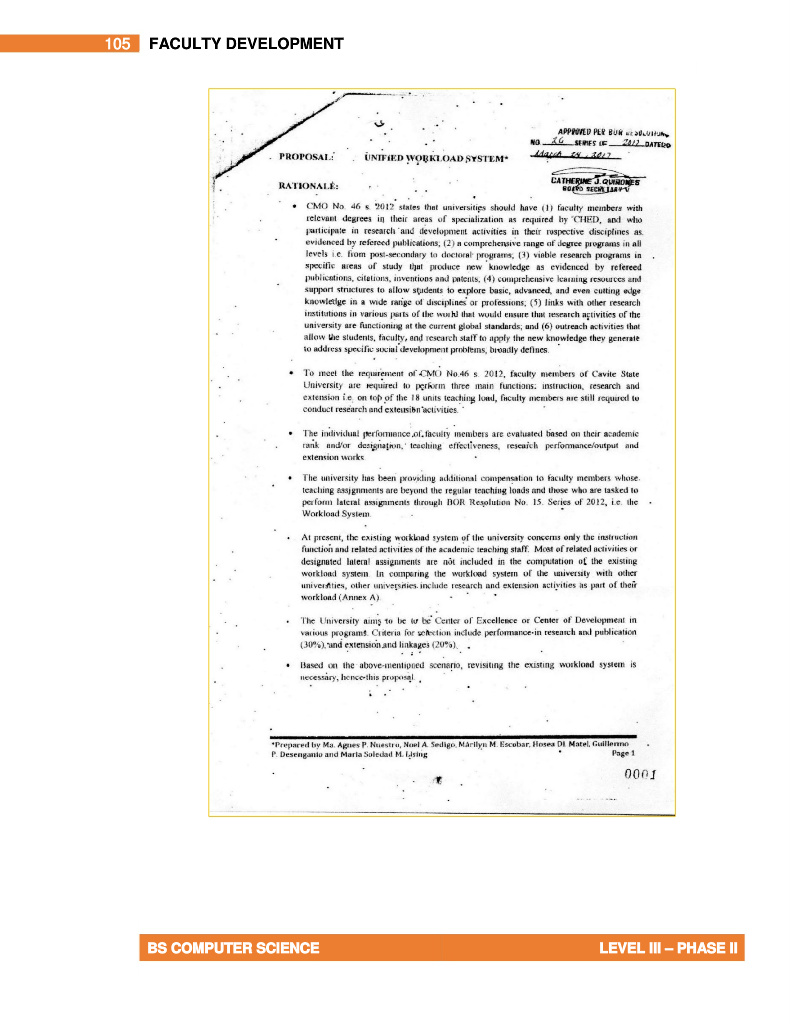 105 FACULTY DEVELOPMENT
APPROVED PER BOR RESOLUTION
NO. 26 SERIES OF 2017 DATED
March 24, 2017
PROPOSAL: UNIFIED WORKLOAD SYSTEM*
CATHERINE J. QUIRONES
BOARD SECRETARY V
RATIONALE:
• CMO No. 46 s. 2012 states that universities should have (1) faculty members with
relevant degrees in their areas of specialization as required by CHED, and who
participate in research and development activities in their respective disciplines as
evidenced by refereed publications; (2) a comprehensive range of degree programs in all
levels i.e. from post-secondary to doctoral programs; (3) viable research programs in
specific areas of study that produce new knowledge as evidenced by refereed
publications, citations, inventions and patents; (4) comprehensive learning resources and
support structures to allow students to explore basic, advanced, and even cutting edge
knowledge in a wide range of disciplines or professions; (5) links with other research
institutions in various parts of the world that would ensure that research activities of the
university are functioning at the current global standards; and (6) outreach activities that
allow the students, faculty, and research staff to apply the new knowledge they generate
to address specific social development problems, broadly defines.
• To meet the requirement of CMO No.46 s. 2012, faculty members of Cavite State
University are required to perform three main functions: instruction, research and
extension i.e. on top of the 18 units teaching load, faculty members are still required to
conduct research and extension activities.
• The individual performance of faculty members are evaluated based on their academic
rank and/or designation, teaching effectiveness, research performance/output and
extension works
• The university has been providing additional compensation to faculty members whose
teaching assignments are beyond the regular teaching loads and those who are tasked to
perform lateral assignments through BOR Resolution No. 15. Series of 2012, i.e. the
Workload System.
• At present, the existing workload system of the university concerns only the instruction
function and related activities of the academic teaching staff. Most of related activities or
designated lateral assignments are not included in the computation of the existing
workload system. In comparing the workload system of the university with other
universities, other universities include research and extension activities as part of their
workload (Annex A).
• The University aims to be to be Center of Excellence or Center of Development in
various programs. Criteria for selection include performance in research and publication
(30%), and extension and linkages (20%).
• Based on the above-mentioned scenario, revisiting the existing workload system is
necessary, hence this proposal.
*Prepared by Ma. Agnes P. Nuestro, Noel A. Sedigo, Marilyn M. Escobar, Hosea DL Matel, Guillermo
P. Desenganio and Maria Soledad M. Lising Page 1
0001
BS COMPUTER SCIENCE LEVEL III – PHASE II